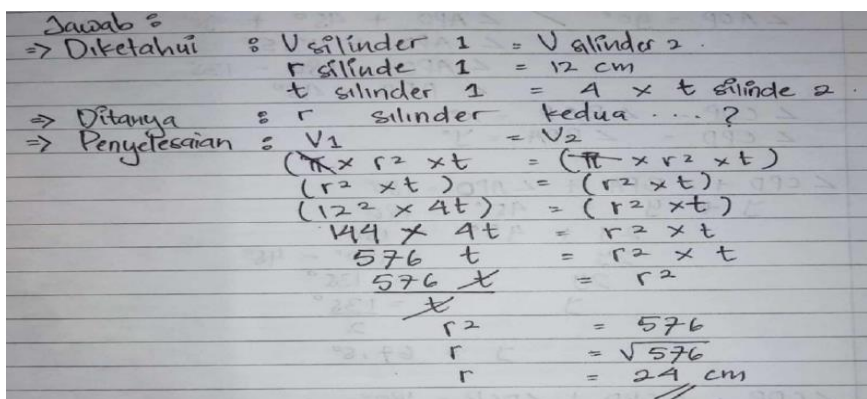 Jawab :
=> Diketahui : V silinder 1 = V silinder 2.
r silinde 1 = 12 cm
t silinder 1 = 4 x t silinde 2
=> Ditanya : r silinder kedua ....?
=> Penyelesaian : V1 = V2
(π x r² x t = (π x r² x t)
(r² x t) = (r² x t)
(12² x 4t) = (r² x t)
144 x 4t = r² x t
576 t = r² x t
576 t = r²
t
r² = 576
r = √576
r = 24 cm